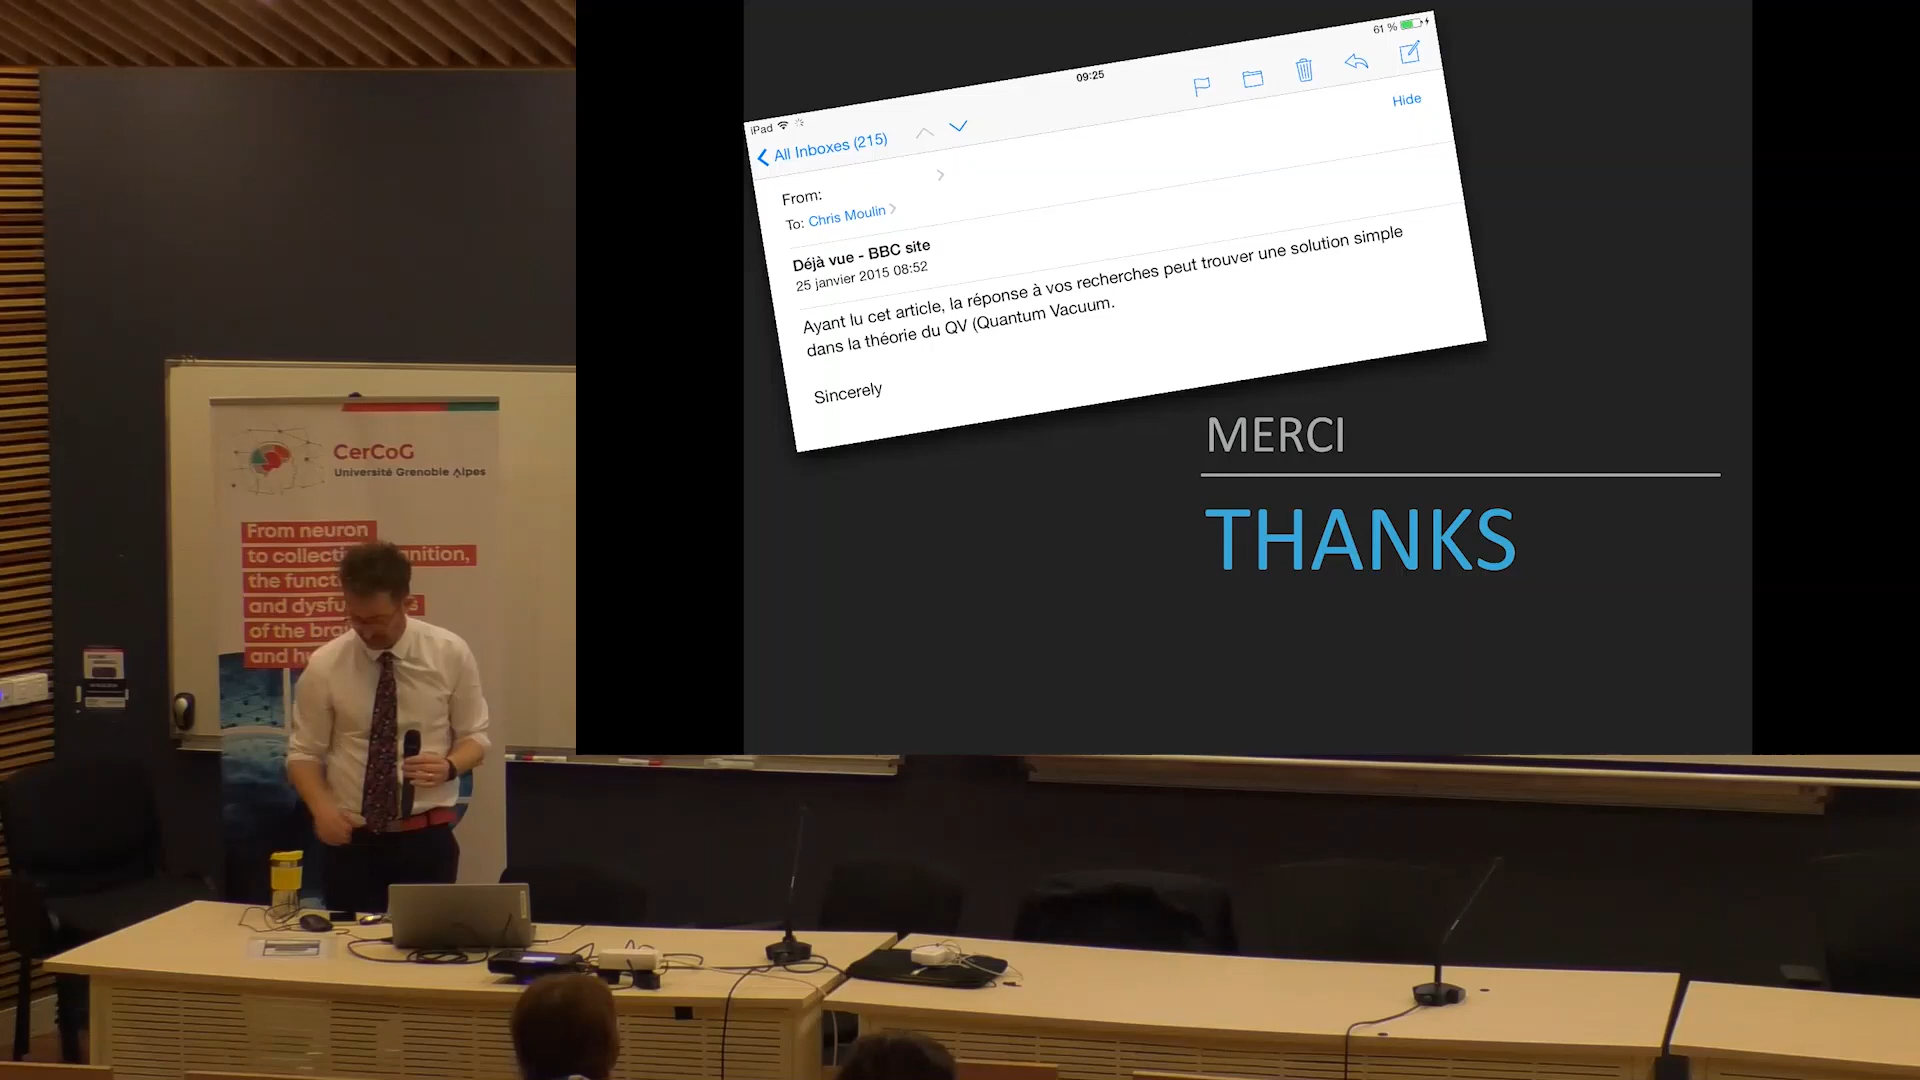 iPad
09:25
61 %
All Inboxes (215)
Hide
From:
To: Chris Moulin
Déjà vue - BBC site
25 janvier 2015 08:52
Ayant lu cet article, la réponse à vos recherches peut trouver une solution simple
dans la théorie du QV (Quantum Vacuum.
Sincerely
MERCI
THANKS
CerCoG
Université Grenoble Alpes
From neuron
to collecti nition,
the funct
and dysfu s
of the bra
and hu